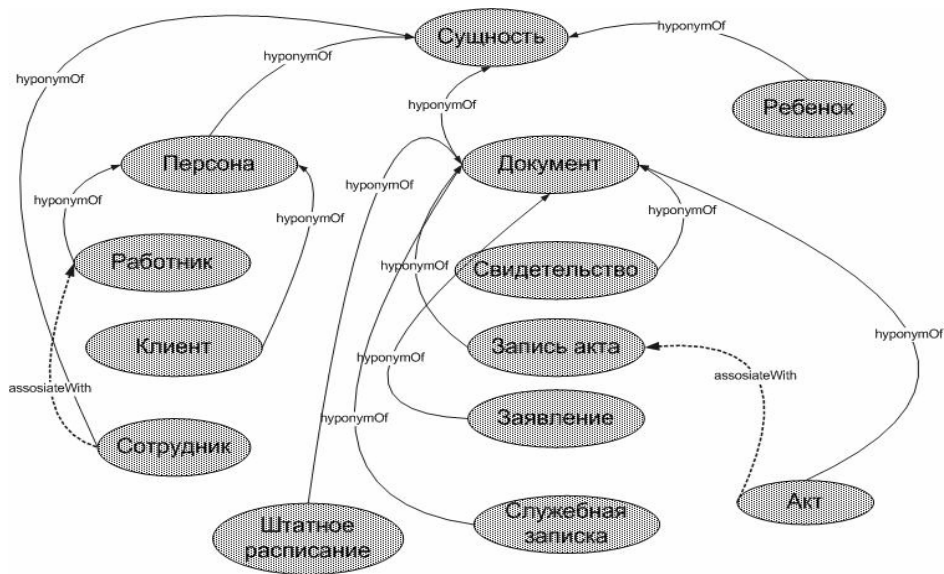 Сущность
hyponymOf
hyponymOf
hyponymOf
hyponymOf
Ребенок
Персона
Документ
hyponymOf
hyponymOf
hyponymOf
hyponymOf
Работник
hyponymOf
Свидетельство
Клиент
Запись акта
hyponymOf
hyponymOf
assosiateWith
assosiateWith
hyponymOf
Заявление
Сотрудник
Штатное
расписание
Служебная
записка
Акт